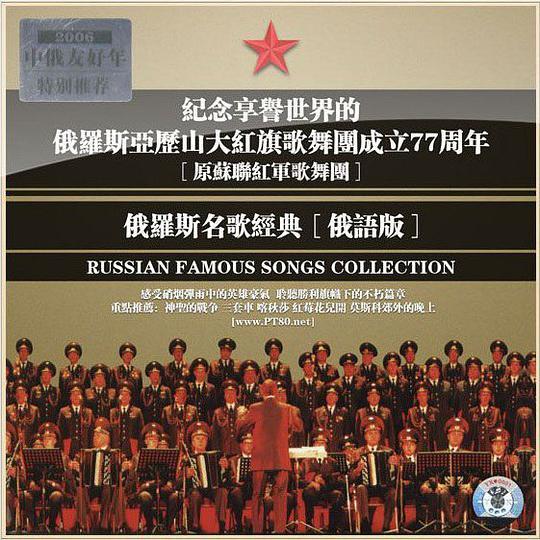 2006
中俄友好年
特别推荐
紀念享譽世界的
俄羅斯亞歷山大紅旗歌舞團成立77周年
[ 原蘇聯紅軍歌舞團 ]
俄羅斯名歌經典 [ 俄語版 ]
RUSSIAN FAMOUS SONGS COLLECTION
感受硝烟彈雨中的英雄豪氣 聆聽勝利旗幟下的不朽篇章
重點推薦: 神聖的戰争 三套車 喀秋莎 紅莓花兒開 莫斯科郊外的晚上
[www.PT80.net]